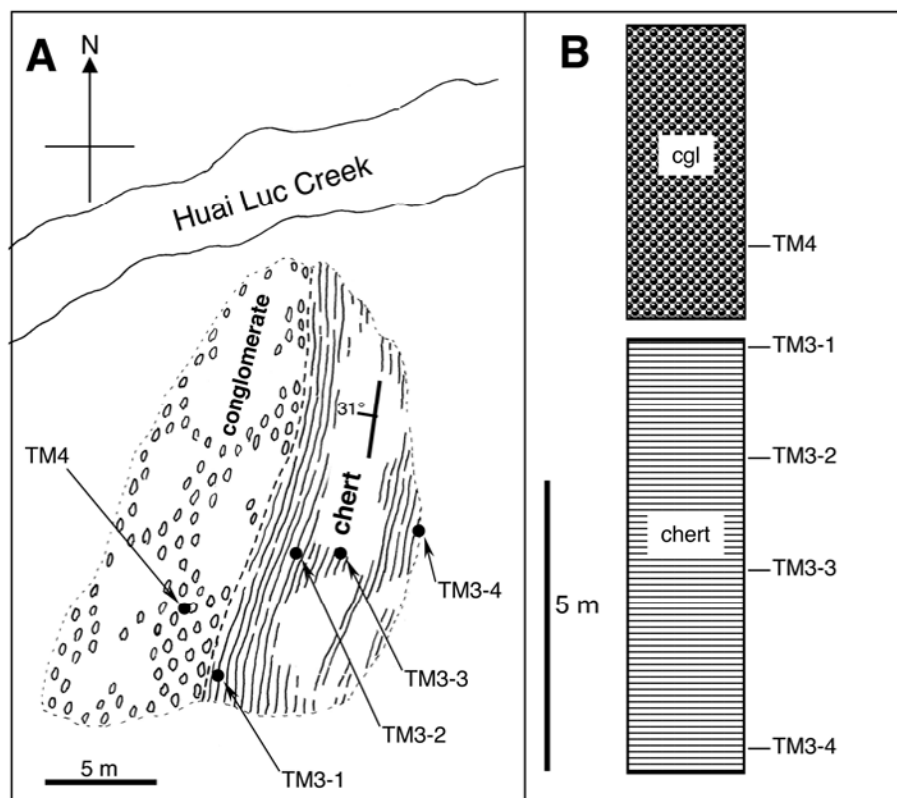 A
N
Huai Luc Creek
conglomerate
31°
chert
TM4
TM3-4
TM3-3
TM3-2
TM3-1
5 m
B
cgl
TM4
TM3-1
TM3-2
chert
TM3-3
5 m
TM3-4